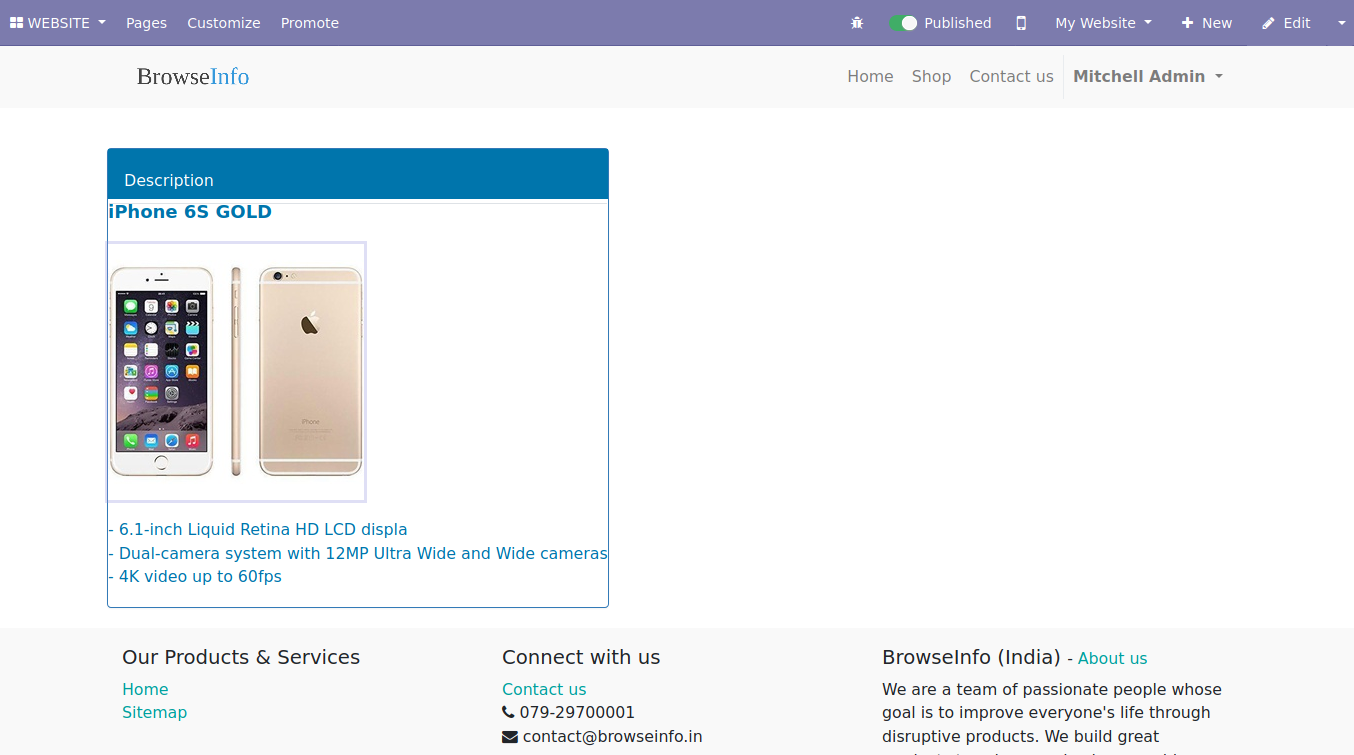 WEBSITE Pages Customize Promote Published My Website New Edit
BrowseInfo Home Shop Contact us Mitchell Admin
Description
iPhone 6S GOLD
iPhone
- 6.1-inch Liquid Retina HD LCD displa
- Dual-camera system with 12MP Ultra Wide and Wide cameras
- 4K video up to 60fps
Our Products & Services
Home
Sitemap
Connect with us
Contact us
079-29700001
contact@browseinfo.in
BrowseInfo (India) - About us
We are a team of passionate people whose
goal is to improve everyone's life through
disruptive products. We build great